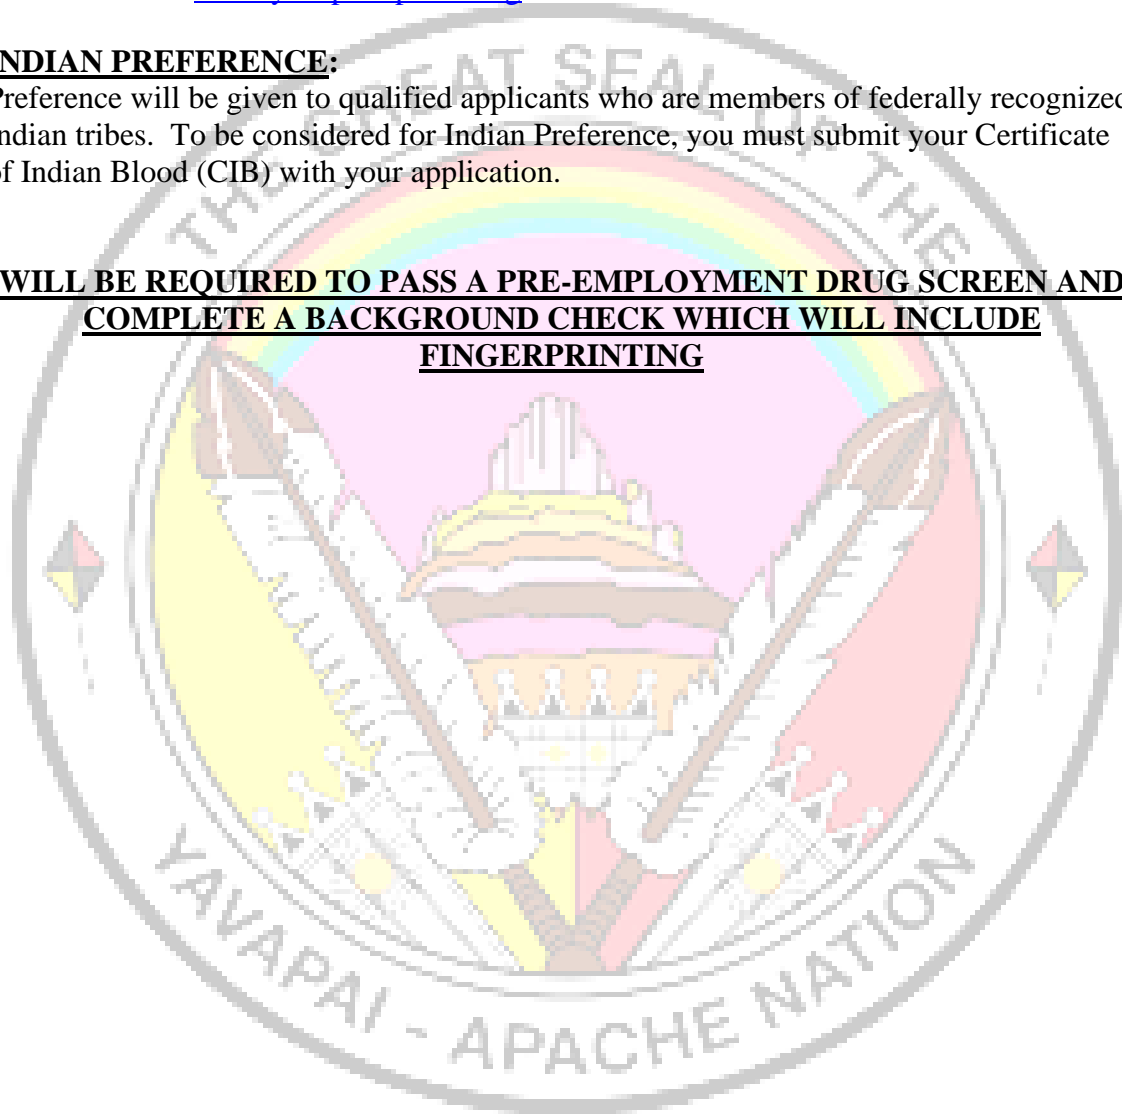 NDIAN PREFERENCE:
Preference will be given to qualified applicants who are members of federally recognized
ndian tribes. To be considered for Indian Preference, you must submit your Certificate
of Indian Blood (CIB) with your application.
WILL BE REQUIRED TO PASS A PRE-EMPLOYMENT DRUG SCREEN AND
COMPLETE A BACKGROUND CHECK WHICH WILL INCLUDE
FINGERPRINTING
THE GREAT SEAL OF THE
YAVAPAI - APACHE NATION